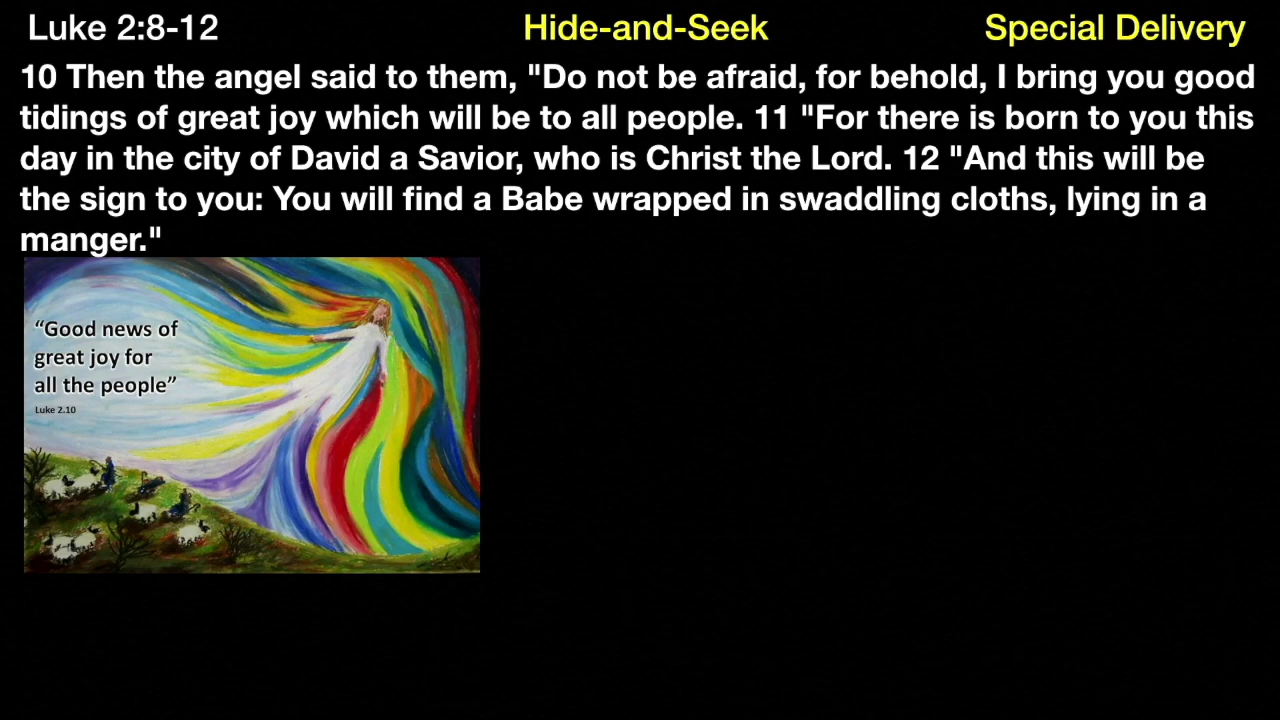 Luke 2:8-12 Hide-and-Seek Special Delivery
10 Then the angel said to them, "Do not be afraid, for behold, I bring you good
tidings of great joy which will be to all people. 11 "For there is born to you this
day in the city of David a Savior, who is Christ the Lord. 12 "And this will be
the sign to you: You will find a Babe wrapped in swaddling cloths, lying in a
manger."
“Good news of
great joy for
all the people”
Luke 2.10